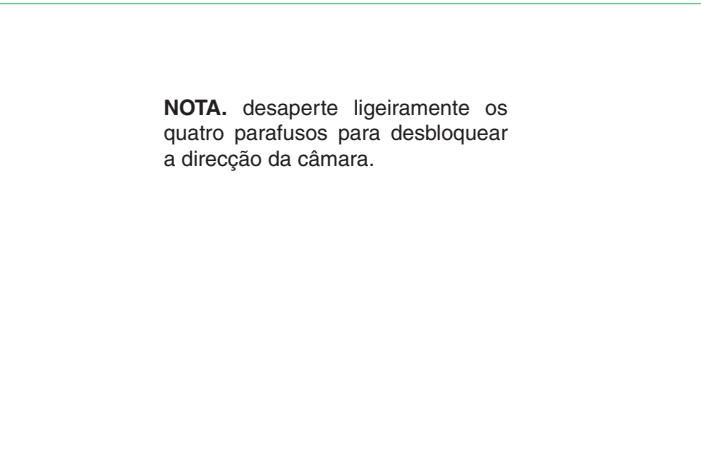 NOTA. desaperte ligeiramente os
quatro parafusos para desbloquear
a direcção da câmara.